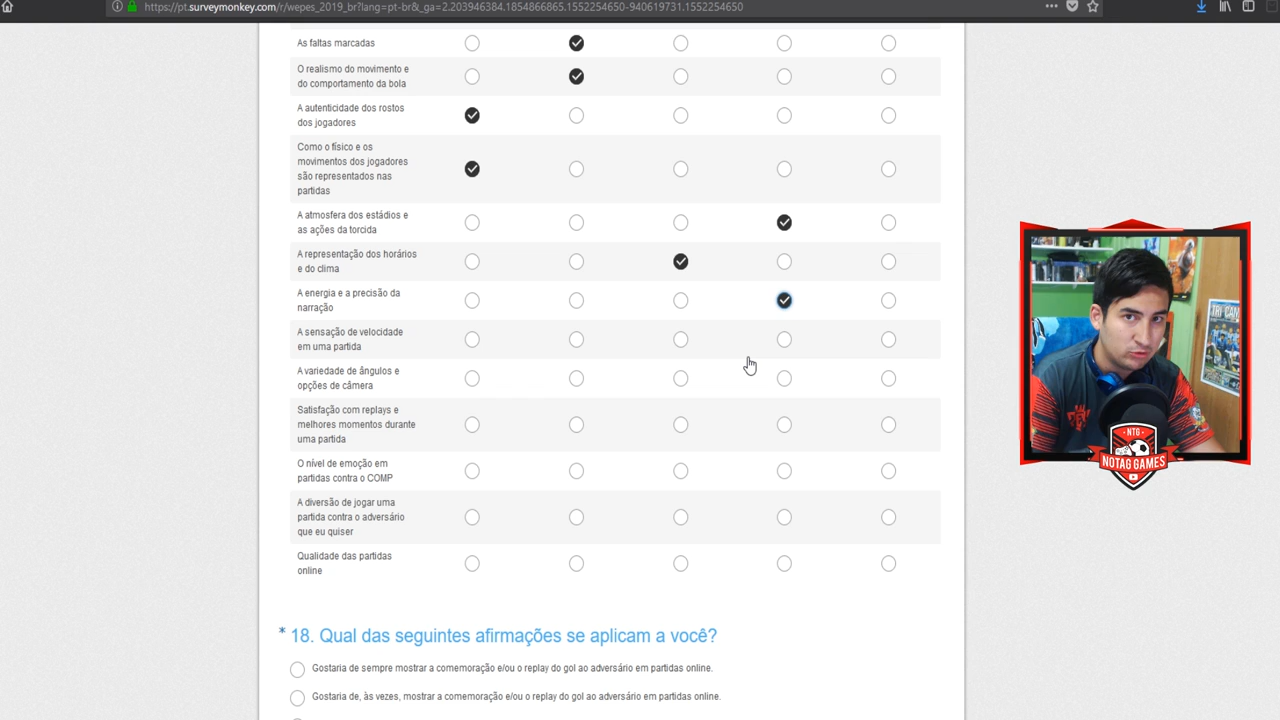 https://pt.surveymonkey.com/r/wepes_2019_br?lang=pt-br&_ga=2.203946384.1854866865.1552254650-940619731.1552254650
As faltas marcadas
O realismo do movimento e
do comportamento da bola
A autenticidade dos rostos
dos jogadores
Como o físico e os
movimentos dos jogadores
são representados nas
partidas
A atmosfera dos estádios e
as ações da torcida
A representação dos horários
e do clima
A energia e a precisão da
narração
A sensação de velocidade
em uma partida
A variedade de ângulos e
opções de câmera
Satisfação com replays e
melhores momentos durante
uma partida
O nível de emoção em
partidas contra o COMP
A diversão de jogar uma
partida contra o adversário
que eu quiser
Qualidade das partidas
online
* 18. Qual das seguintes afirmações se aplicam a você?
Gostaria de sempre mostrar a comemoração e/ou o replay do gol ao adversário em partidas online.
Gostaria de, às vezes, mostrar a comemoração e/ou o replay do gol ao adversário em partidas online.
TRI CAM
NTG
NOTAG GAMES